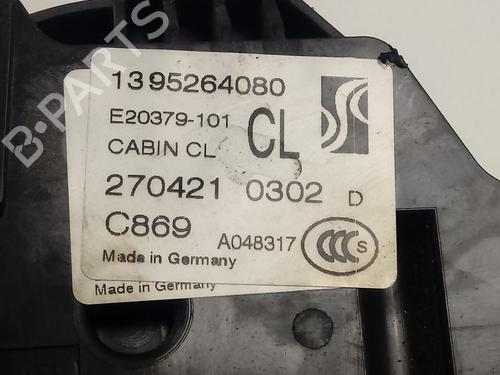 1395264080
E20379-101
CABIN CL
CL
270421 0302 D
C869
A048317
CCC S
Made in Germany
Made in Germany
B-PARTS